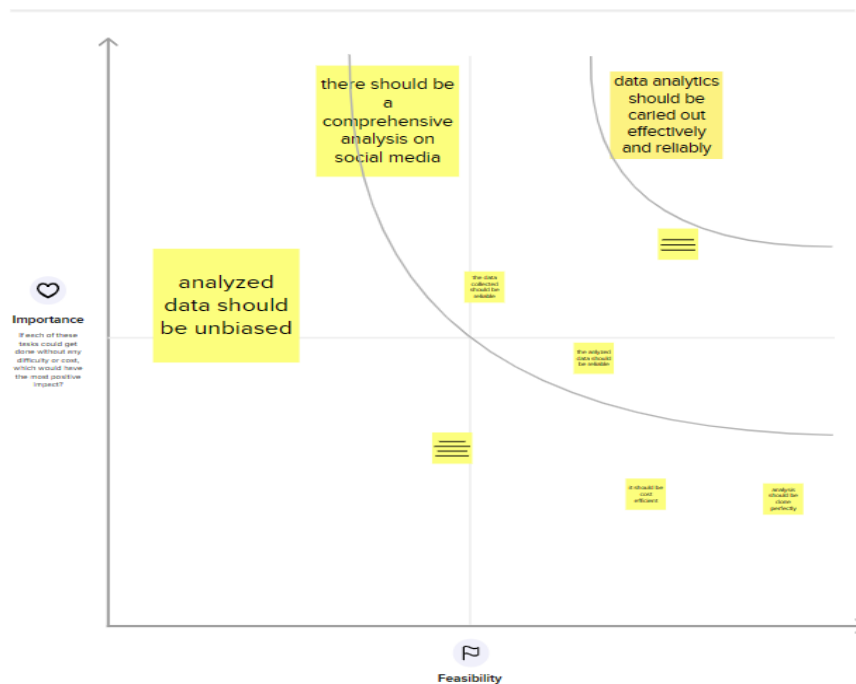 there should be
a
comprehensive
analysis on
social media
data analytics
should be
caried out
effectively
and reliably
analyzed
data should
be unbiased
the data
collected
should be
reliable
Importance
If each of these
tasks could get
done without any
difficulty or cost,
which would have
the most positive
impact?
the anlyzed
data should
be reliable
it should be
cost
efficient
analysis
should be
done
perfectly
Feasibility